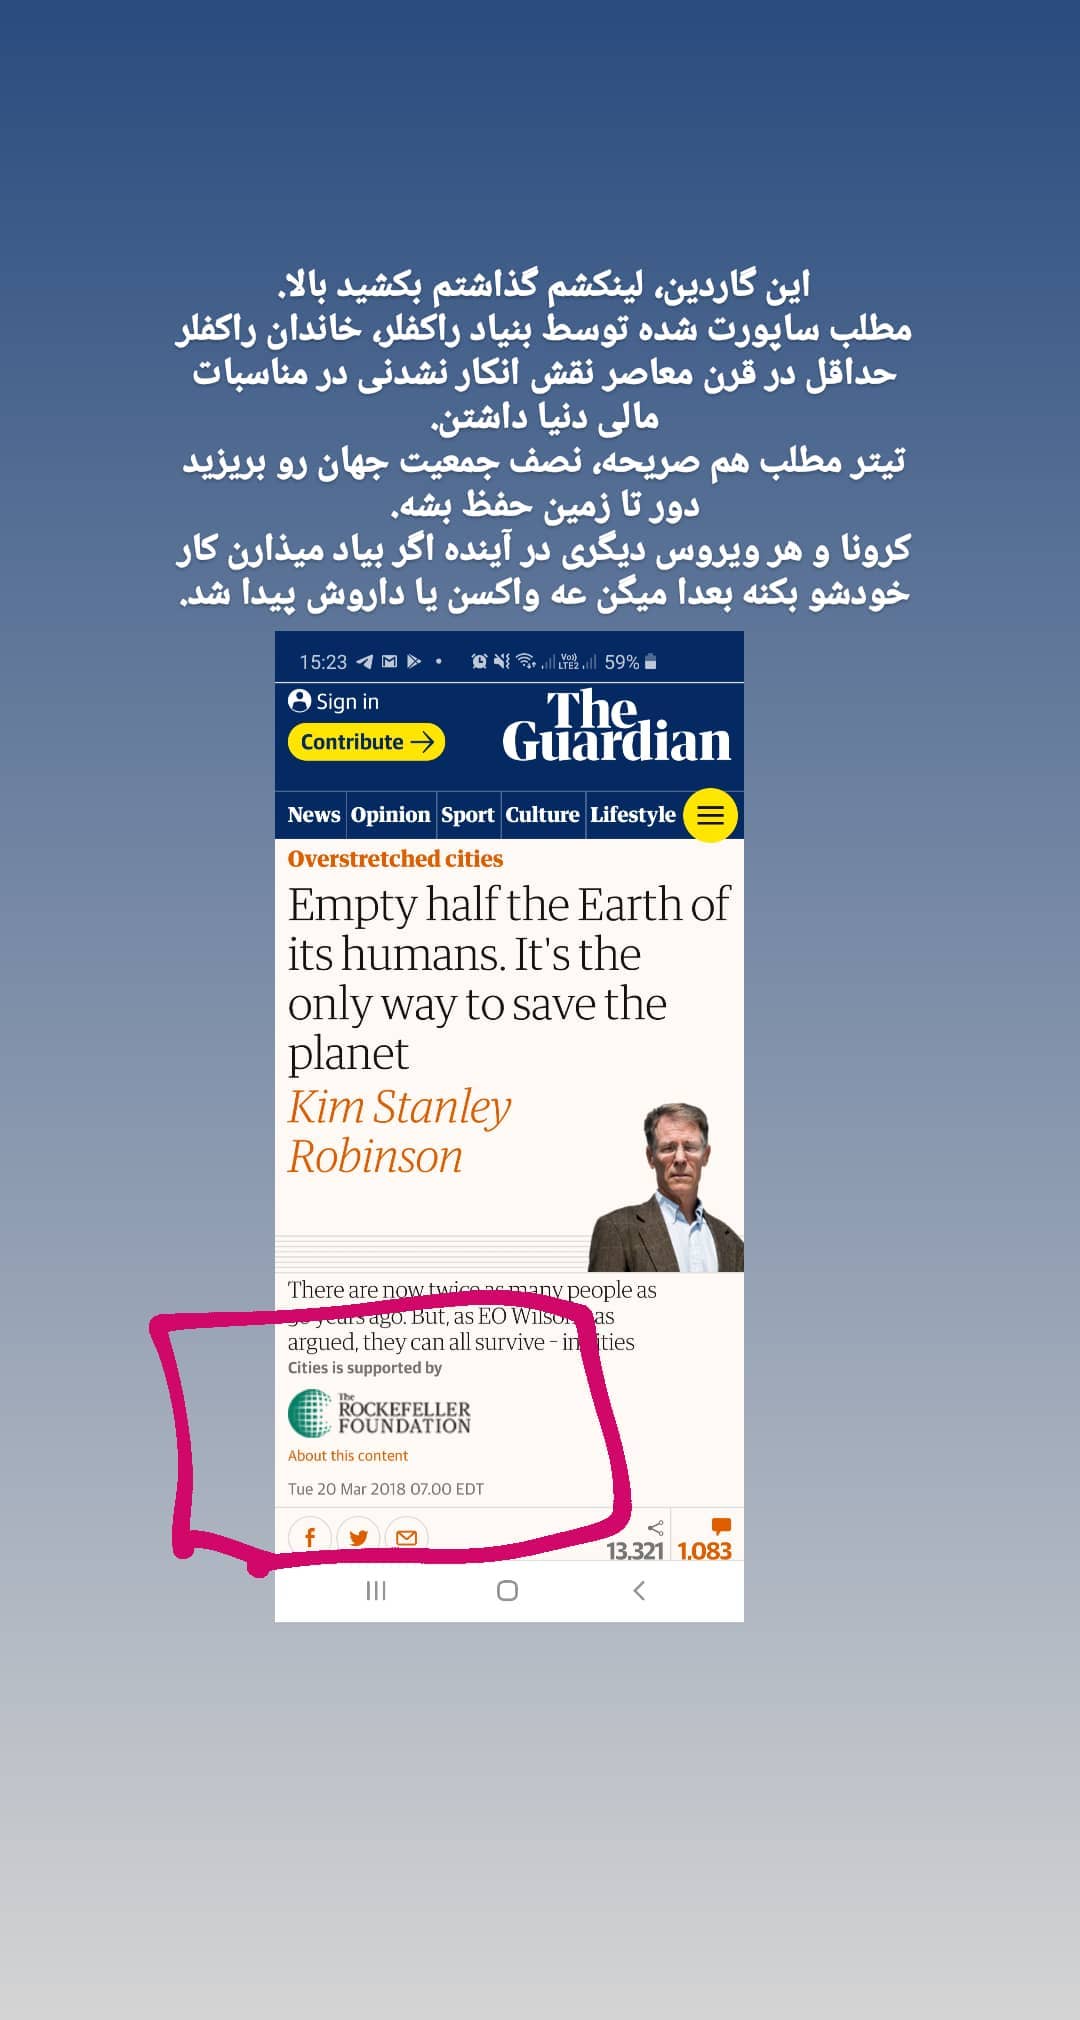 این گاردین، لینکشم گذاشتم بکشید بالا.
مطلب ساپورت شده توسط بنیاد راکفلر، خاندان راکفلر
حداقل در قرن معاصر نقش انکار نشدنی در مناسبات
مالی دنیا داشتن.
تیتر مطلب هم صریحه، نصف جمعیت جهان رو بریزید
دور تا زمین حفظ بشه.
کرونا و هر ویروس دیگری در آینده اگر بیاد میذارن کار
خودشو بکنه بعدا میگن عه واکسن یا داروش پیدا شد.
15:23 59%
Sign in
Contribute →
The
Guardian
News Opinion Sport Culture Lifestyle
Overstretched cities
Empty half the Earth of
its humans. It's the
only way to save the
planet
Kim Stanley
Robinson
There are now twice as many people as
years ago. But, as EO Wilson has
argued, they can all survive – in cities
Cities is supported by
The
ROCKEFELLER
FOUNDATION
About this content
Tue 20 Mar 2018 07.00 EDT
13,321 1,083